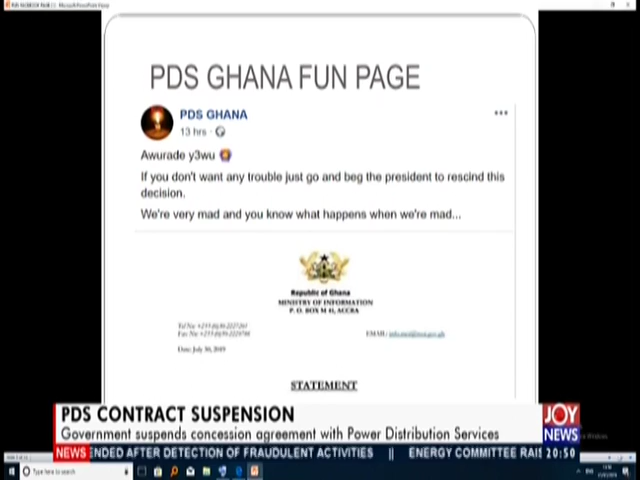 PDS GHANA FUN PAGE
PDS GHANA
13 hrs ·
Awurade y3wu
If you don't want any trouble just go and beg the president to rescind this
decision.
We're very mad and you know what happens when we're mad...
Republic of Ghana
MINISTRY OF INFORMATION
P. O. BOX M 41, ACCRA
EMAIL:
Date: July 30, 2019
STATEMENT
PDS CONTRACT SUSPENSION
Government suspends concession agreement with Power Distribution Services
JOY
NEWS
NEWS ENDED AFTER DETECTION OF FRAUDULENT ACTIVITIES || ENERGY COMMITTEE RAIS 20:50
Type here to search